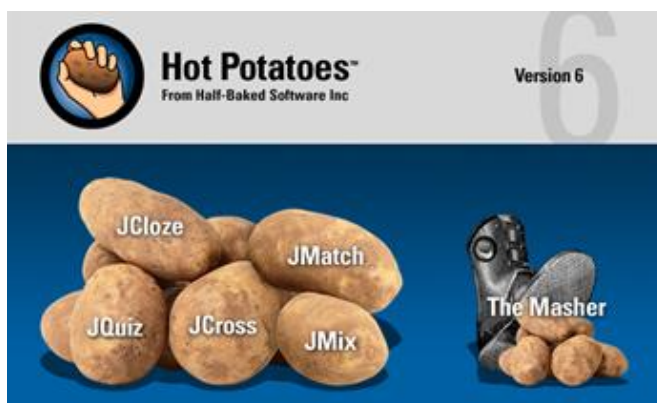 Hot Potatoes™
From Half-Baked Software Inc
Version 6
6
JCloze
JMatch
JQuiz
JCross
JMix
The Masher